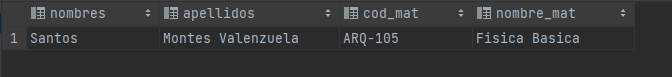 nombres apellidos cod_mat nombre_mat
1 Santos Montes Valenzuela ARQ-105 Fisica Basica